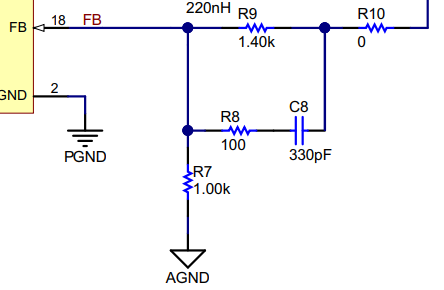 220nH
FB
18
FB
R9
R10
1.40k
0
GND
2
R8
C8
100
330pF
PGND
R7
1.00k
AGND